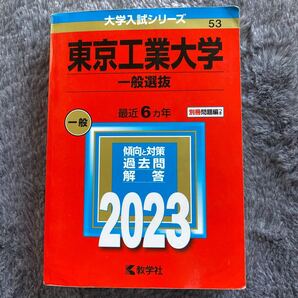 大学入試シリーズ
53
東京工業大学
一般選抜
最近6カ年
別冊問題編
一般
傾向と対策
過去問
解答
2023
教学社